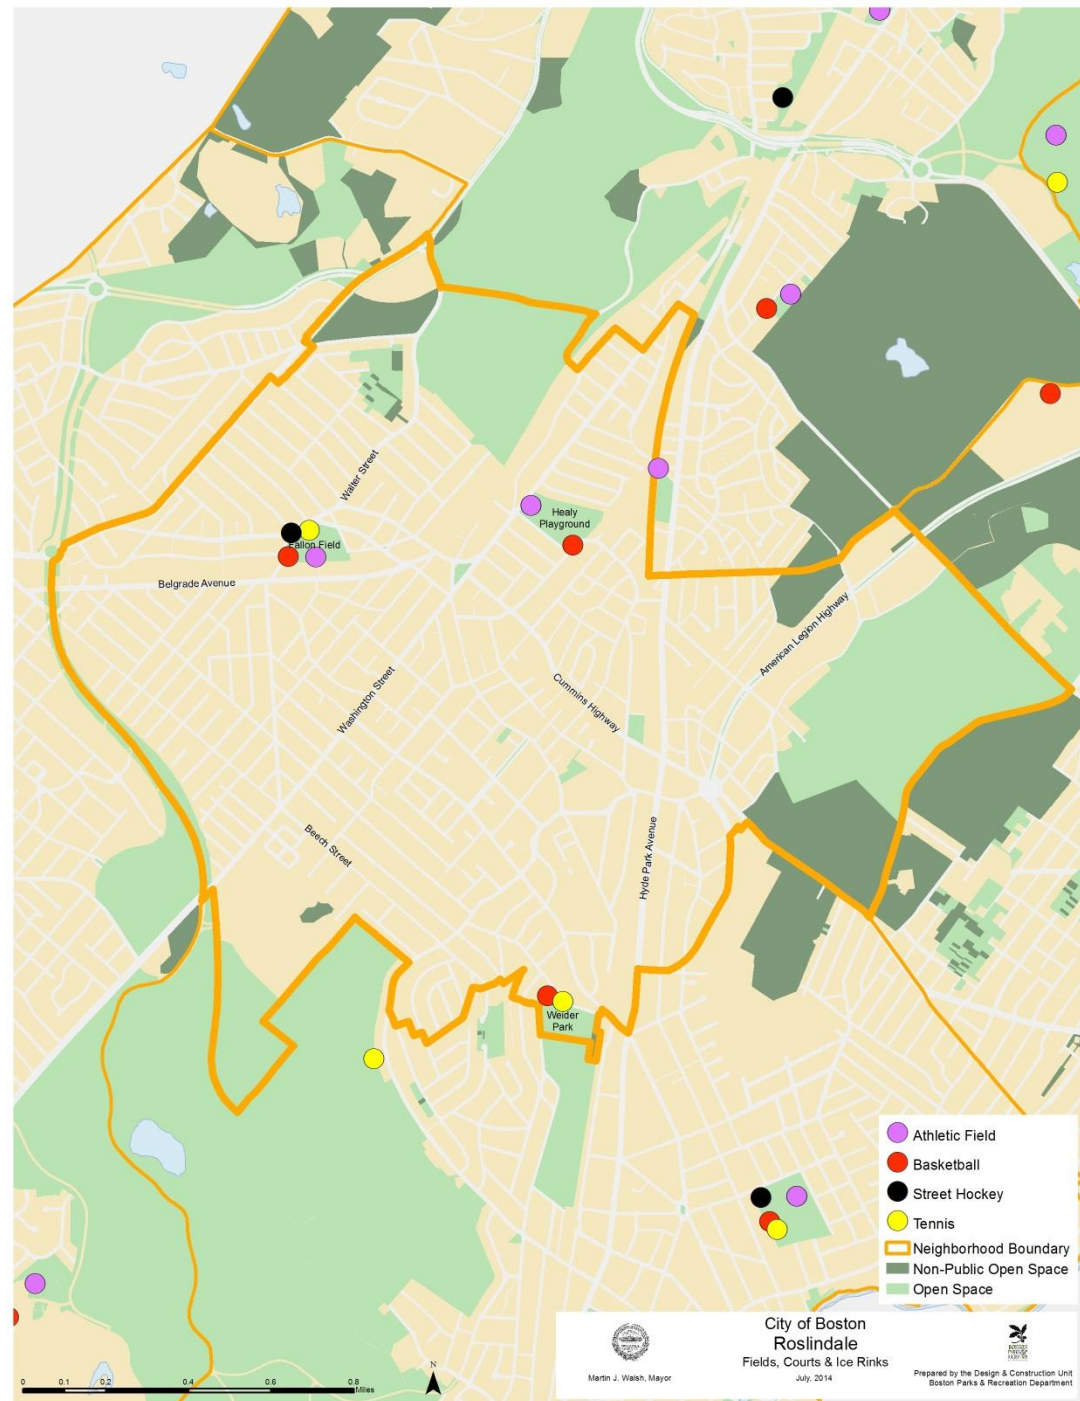 Walter Street
Healy
Playground
Fallon Field
Belgrade Avenue
American Legion Highway
Washington Street
Cummins Highway
Beech Street
Hyde Park Avenue
Weider
Park
Athletic Field
Basketball
Street Hockey
Tennis
Neighborhood Boundary
Non-Public Open Space
Open Space
City of Boston
Roslindale
Fields, Courts & Ice Rinks
July, 2014
Martin J. Walsh, Mayor
Prepared by the Design & Construction Unit
Boston Parks & Recreation Department
N
0 0.1 0.2 0.4 0.6 0.8
Miles